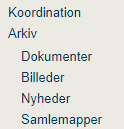 Koordination
Arkiv
Dokumenter
Billeder
Nyheder
Samlemapper